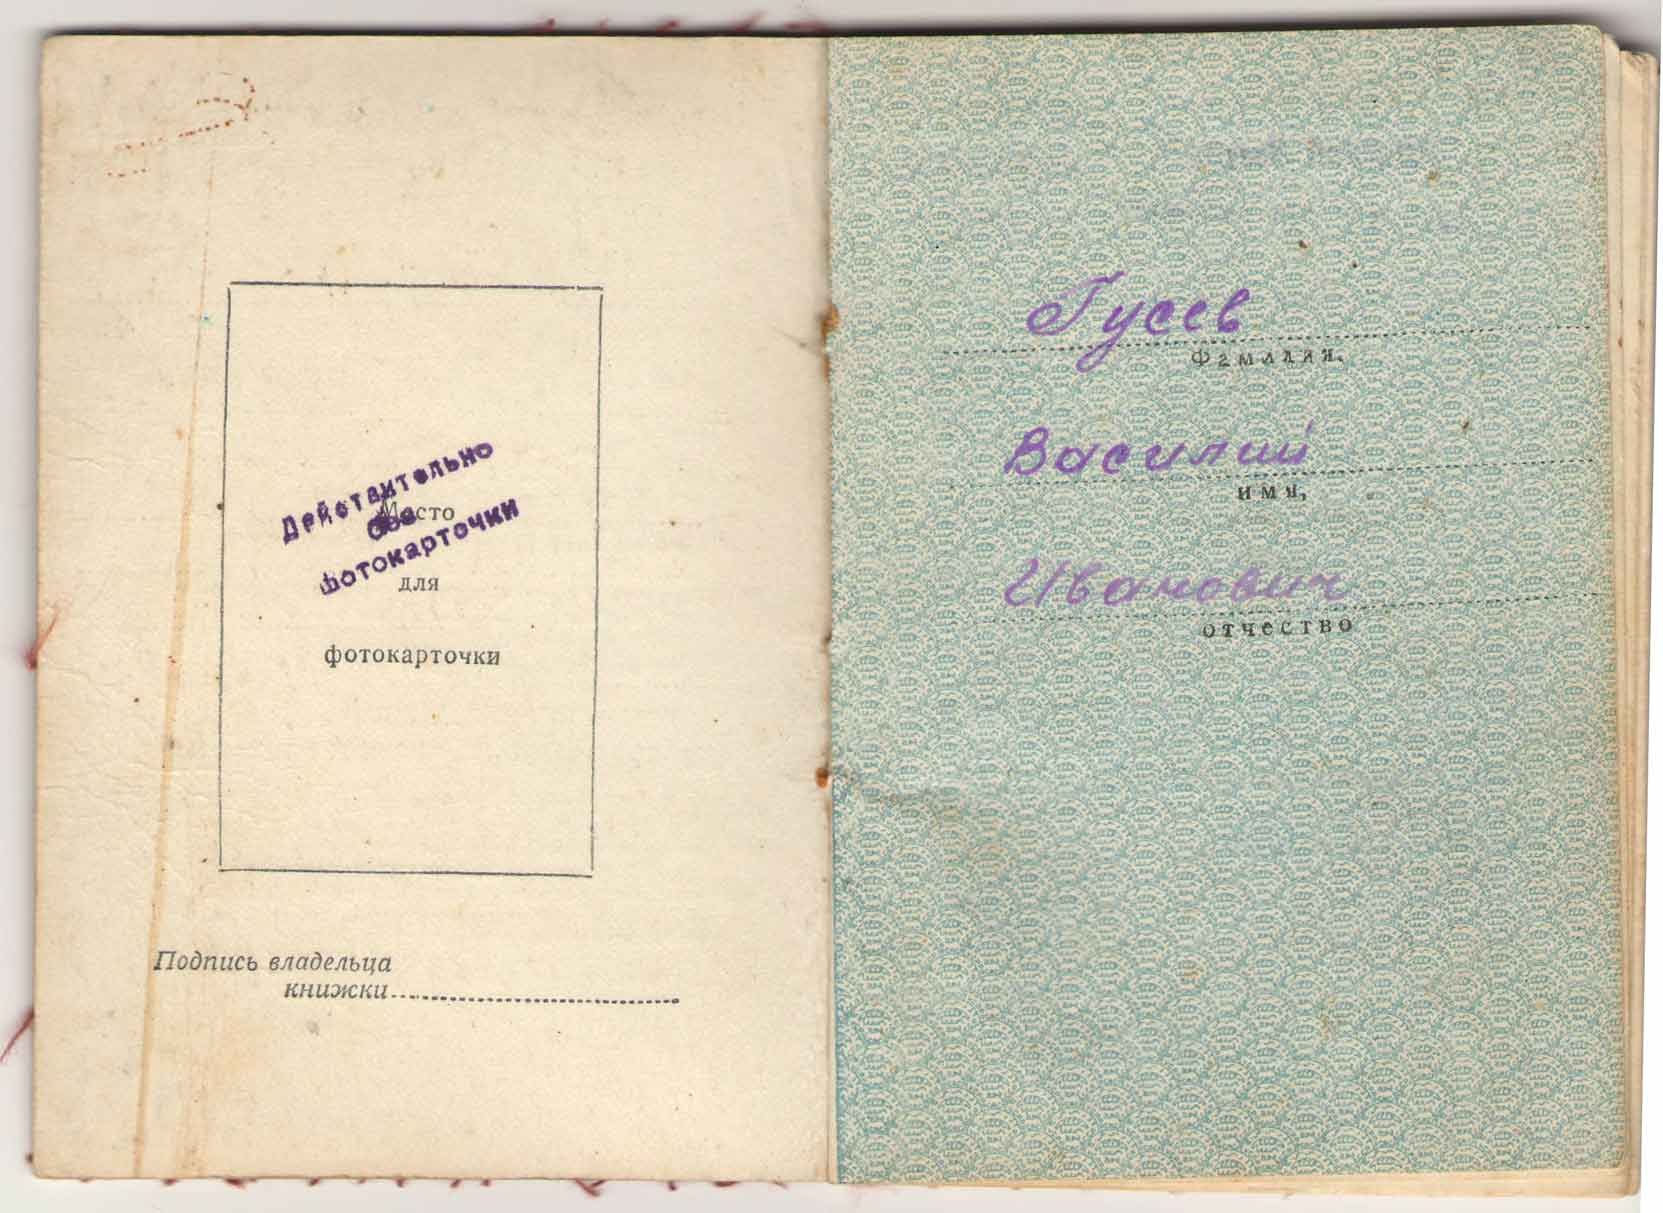 Действительно
без
фотокарточки
Место
для
фотокарточки
Подпись владельца
книжки
Гусев
Фамилия,
Василий
имя,
Иванович
отчество